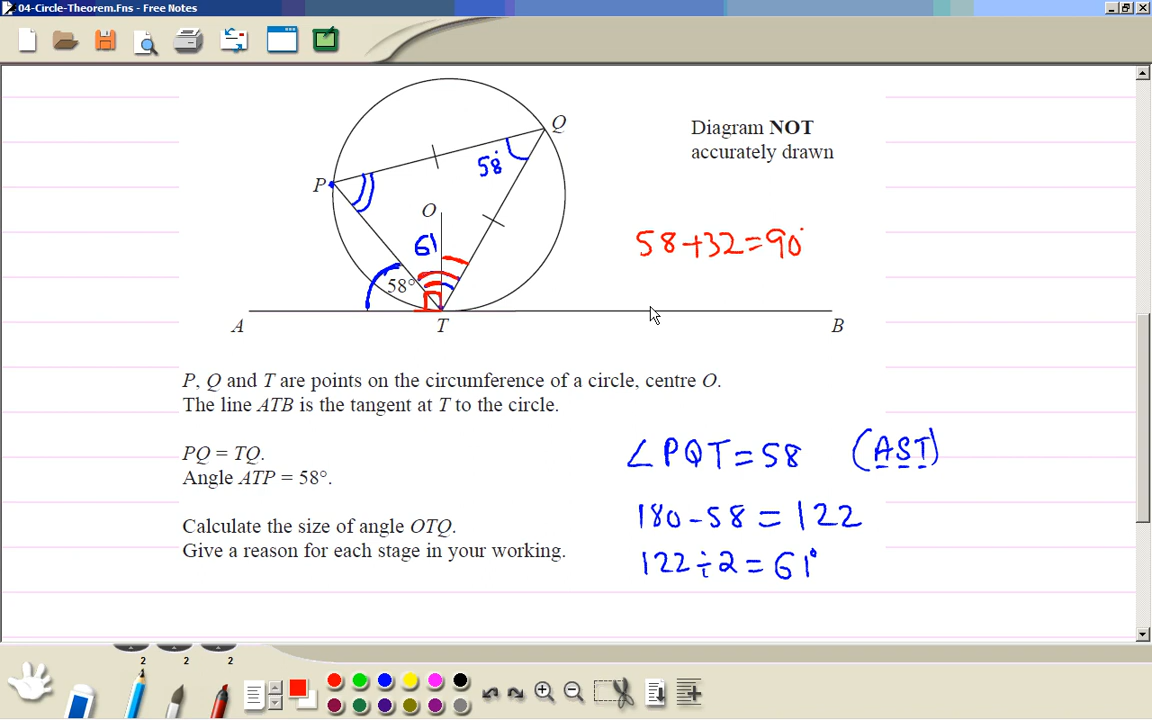 04-Circle-Theorem.Fns - Free Notes
Q
Diagram NOT
accurately drawn
58°
P
O
61
58+32=90°
58°
A
T
B
P, Q and T are points on the circumference of a circle, centre O.
The line ATB is the tangent at T to the circle.
PQ = TQ.
Angle ATP = 58°.
∠PQT=58 (AST)
180-58=122
Calculate the size of angle OTQ.
Give a reason for each stage in your working.
122÷2=61°
2 2 2